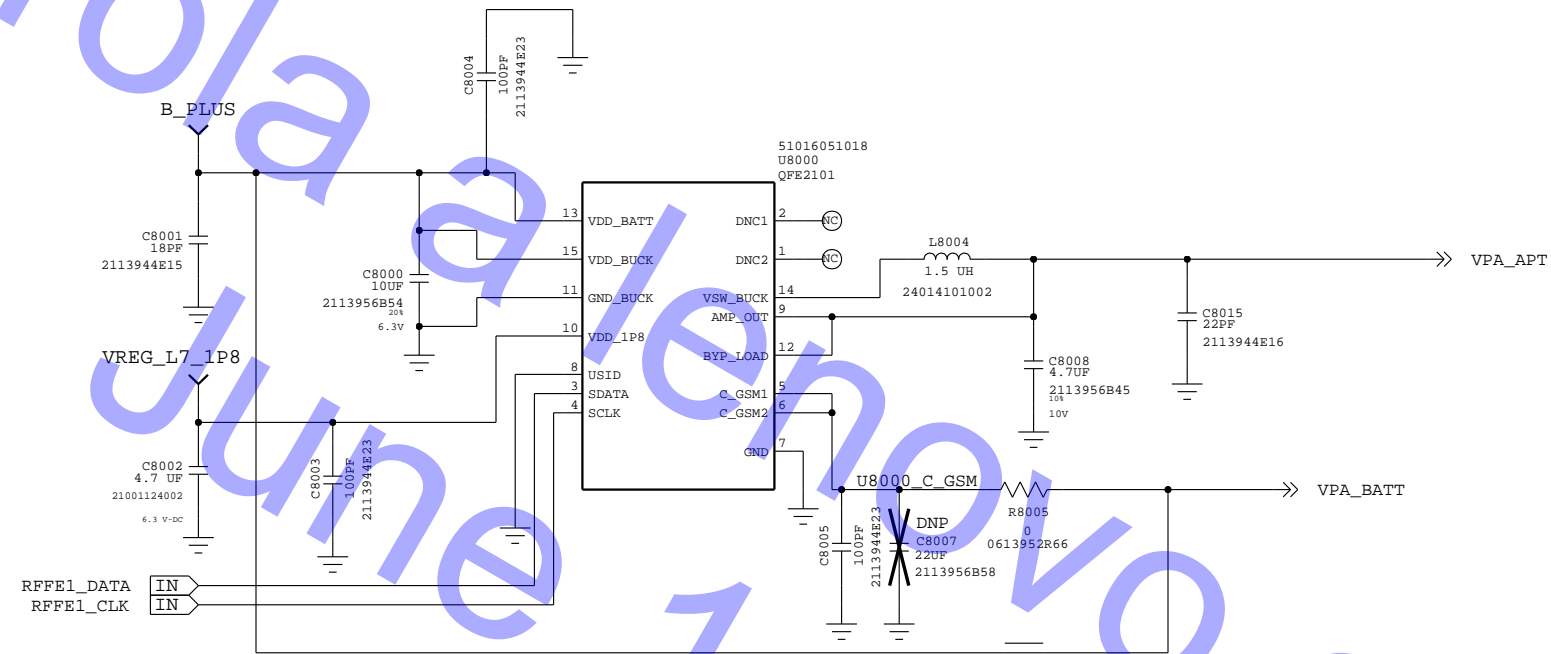 B_PLUS
C8004
100PF
2113944E23
C8001
18PF
2113944E15
C8000
10UF
2113956B54
20%
6.3V
VREG_L7_1P8
C8002
4.7 UF
21001124002
6.3 V-DC
C8003
100PF
2113944E23
RFFE1_DATA IN
RFFE1_CLK IN
51016051018
U8000
QFE2101
13 VDD_BATT
15 VDD_BUCK
11 GND_BUCK
10 VDD_1P8
8 USID
3 SDATA
4 SCLK
DNC1 2 NC
DNC2 1 NC
VSW_BUCK 14
AMP_OUT 9
BYP_LOAD 12
C_GSM1 5
C_GSM2 6
GND 7
L8004
1.5 UH
24014101002
VPA_APT
C8015
22PF
2113944E16
C8008
4.7UF
2113956B45
10%
10V
U8000_C_GSM
C8005
100PF
2113944E23
DNP
C8007
22UF
2113956B58
R8005
0
0613952R66
VPA_BATT
ola a lenovo
June 1